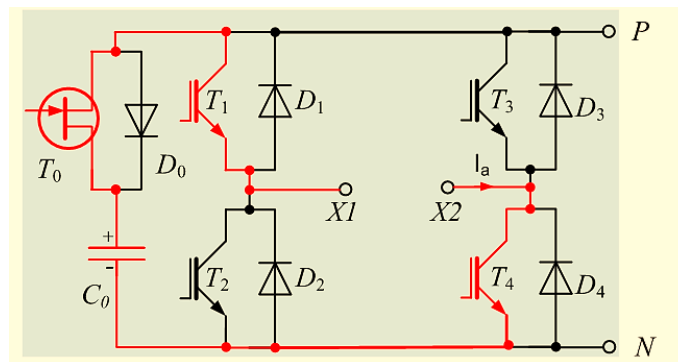 P
T1 D1 T3 D3
T0 D0
Ia
X1 X2
+
-
C0
T2 D2 T4 D4
N